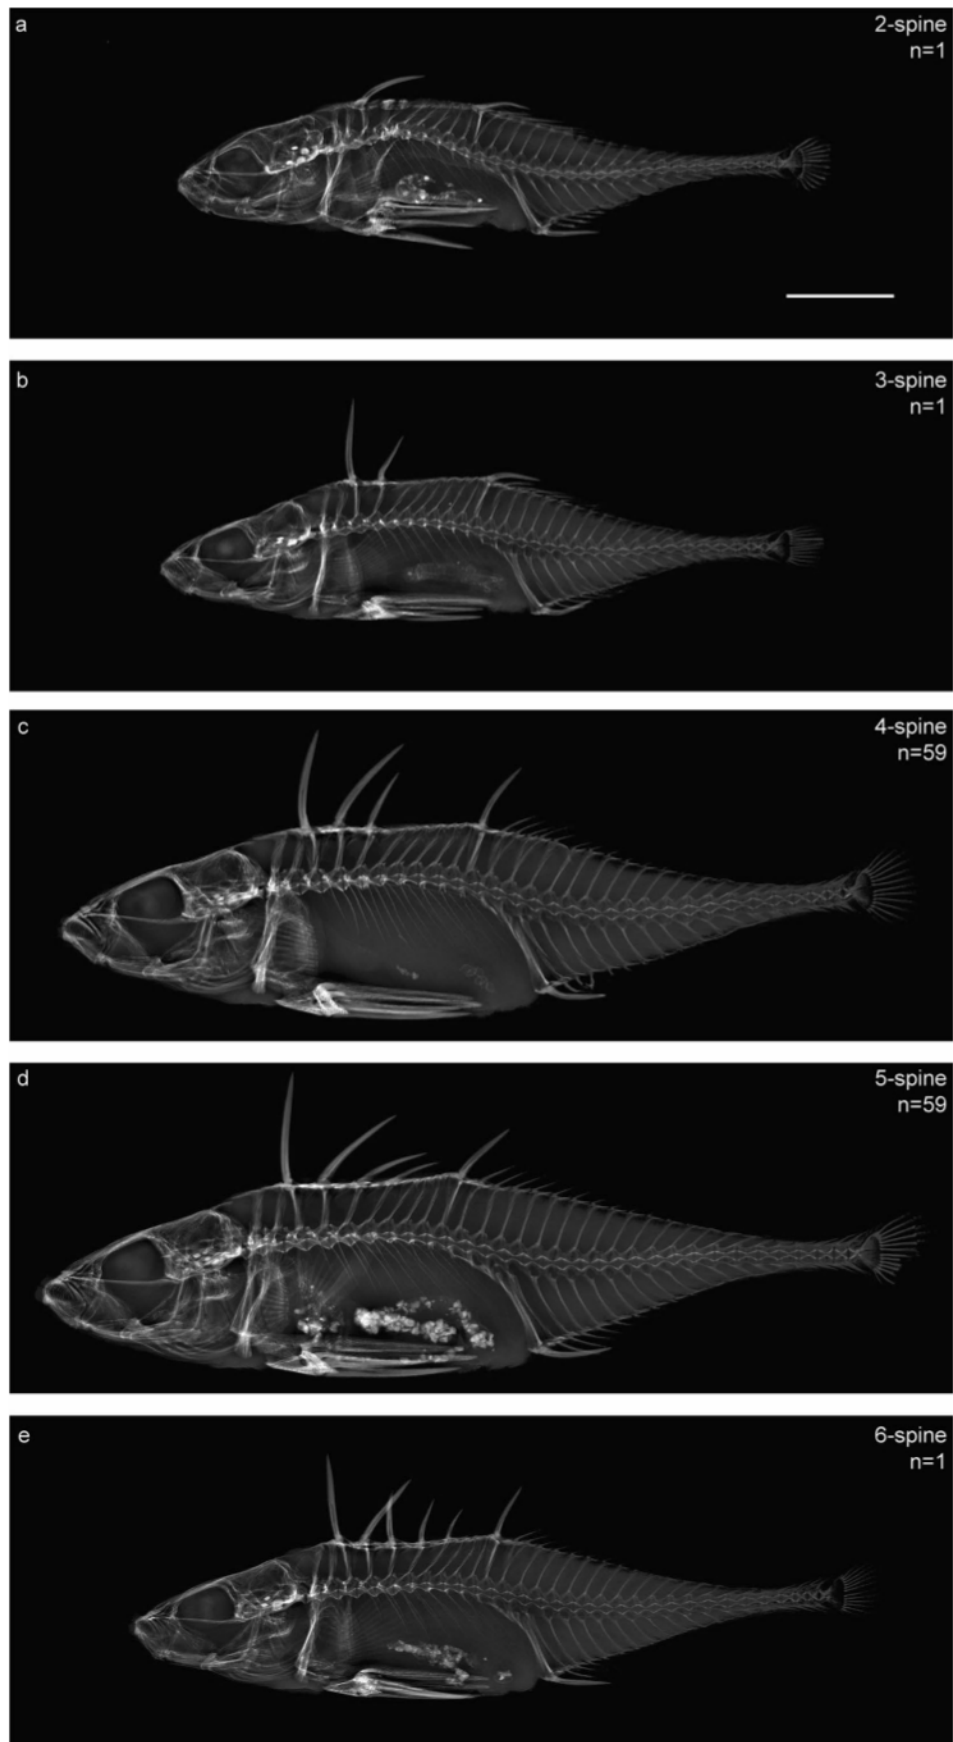 a
2-spine
n=1
b
3-spine
n=1
c
4-spine
n=59
d
5-spine
n=59
e
6-spine
n=1